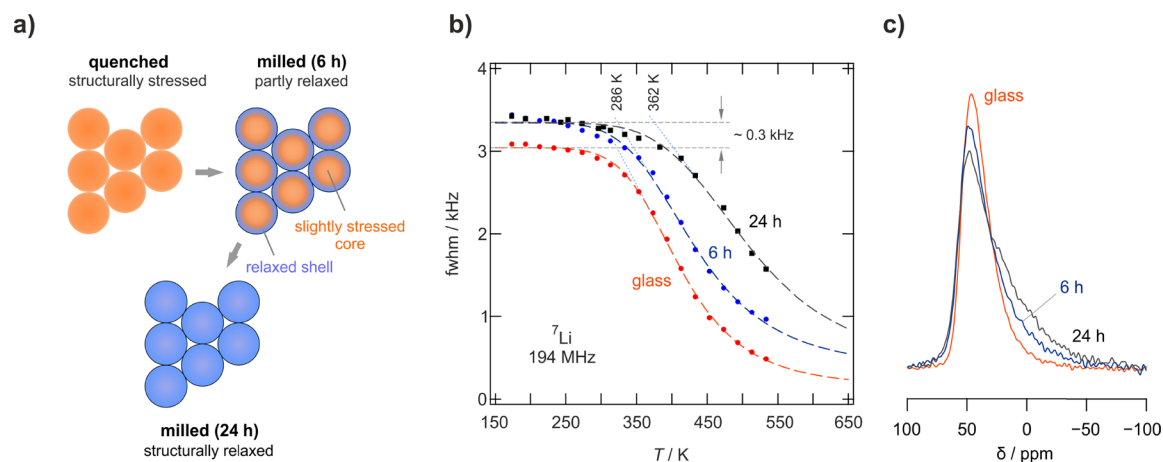 a)
quenched
structurally stressed
milled (6 h)
partly relaxed
slightly stressed
core
relaxed shell
milled (24 h)
structurally relaxed
b)
fwhm / kHz
4
3
2
1
0
286 K
362 K
~ 0.3 kHz
24 h
6 h
glass
7Li
194 MHz
150 250 350 450 550 650
T / K
c)
glass
6 h
24 h
100 50 0 −50 −100
δ / ppm